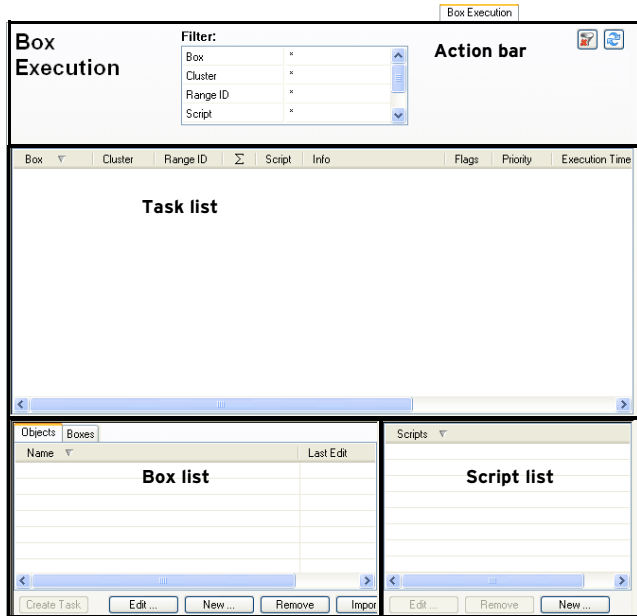 Box Execution
Box
Execution
Filter:
Box *
Cluster *
Range ID *
Script *
Action bar
Box Cluster Range ID Σ Script Info Flags Priority Execution Time
Task list
Objects Boxes
Name Last Edit
Box list
Create Task Edit ... New ... Remove Impor
Scripts
Script list
Edit ... Remove New ...